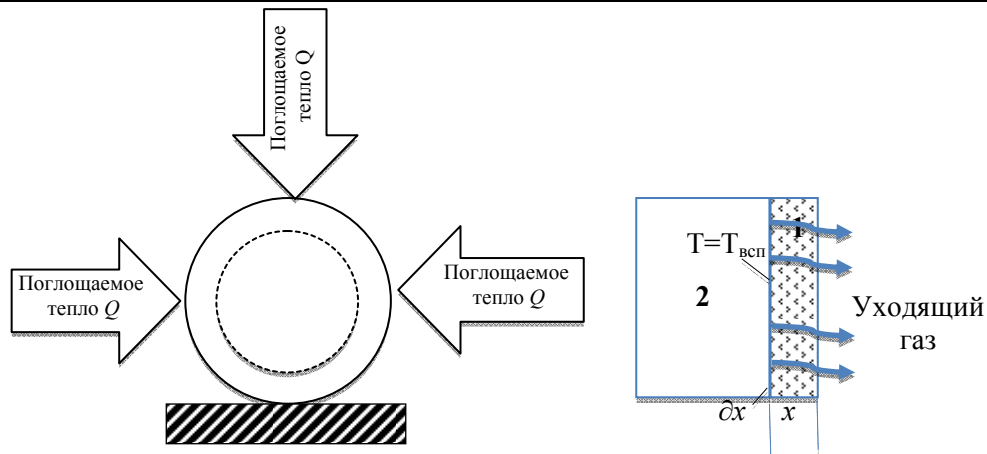 Поглощаемое
тепло Q
Поглощаемое
тепло Q
Поглощаемое
тепло Q
1
T=Tвсп
2
Уходящий
газ
∂x
x